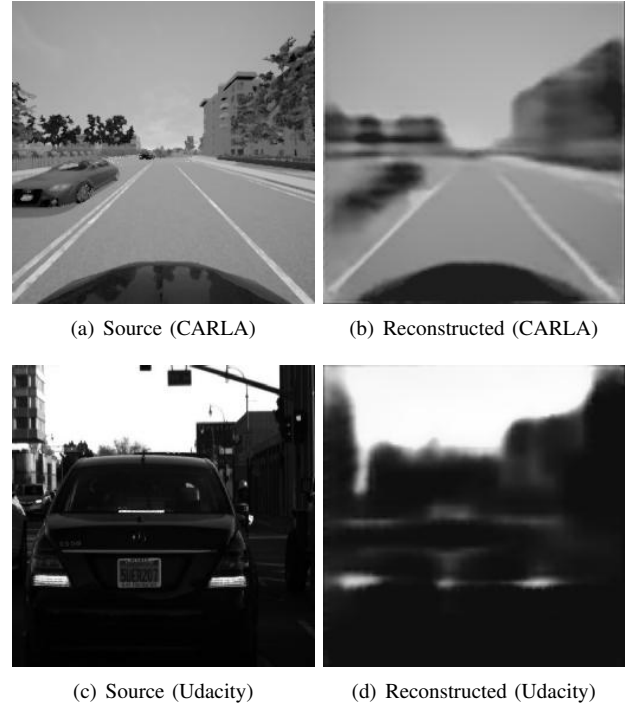 (a) Source (CARLA)
(b) Reconstructed (CARLA)
(c) Source (Udacity)
(d) Reconstructed (Udacity)